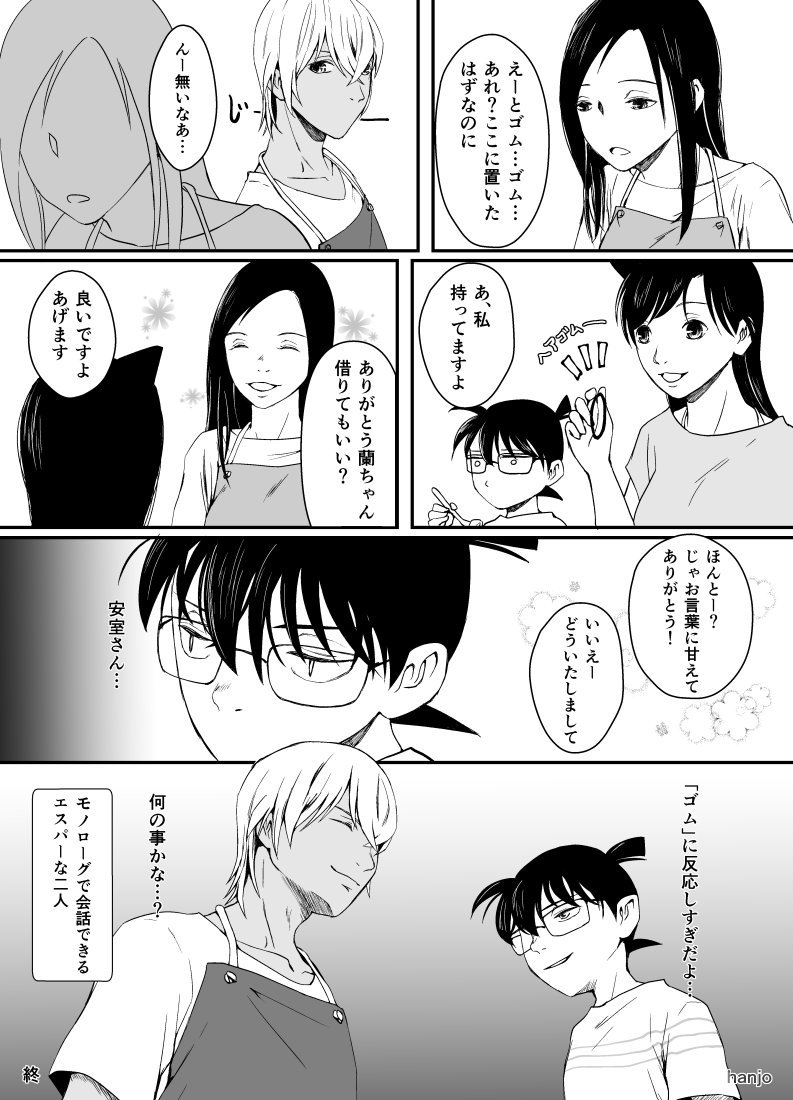 えーとゴム…ゴム…
あれ？ここに置いた
はずなのに
じ-
んー無いなあ…
あ、私
持ってますよ
ヘアゴムー
ありがとう蘭ちゃん
借りてもいい？
良いですよ
あげます
ほんとー？
じゃお言葉に甘えて
ありがとう！
いいえー
どういたしまして
安室さん…
「ゴム」に反応しすぎだよ…
何の事かな…？
モノローグで会話できる
エスパーな二人
hanjo
終